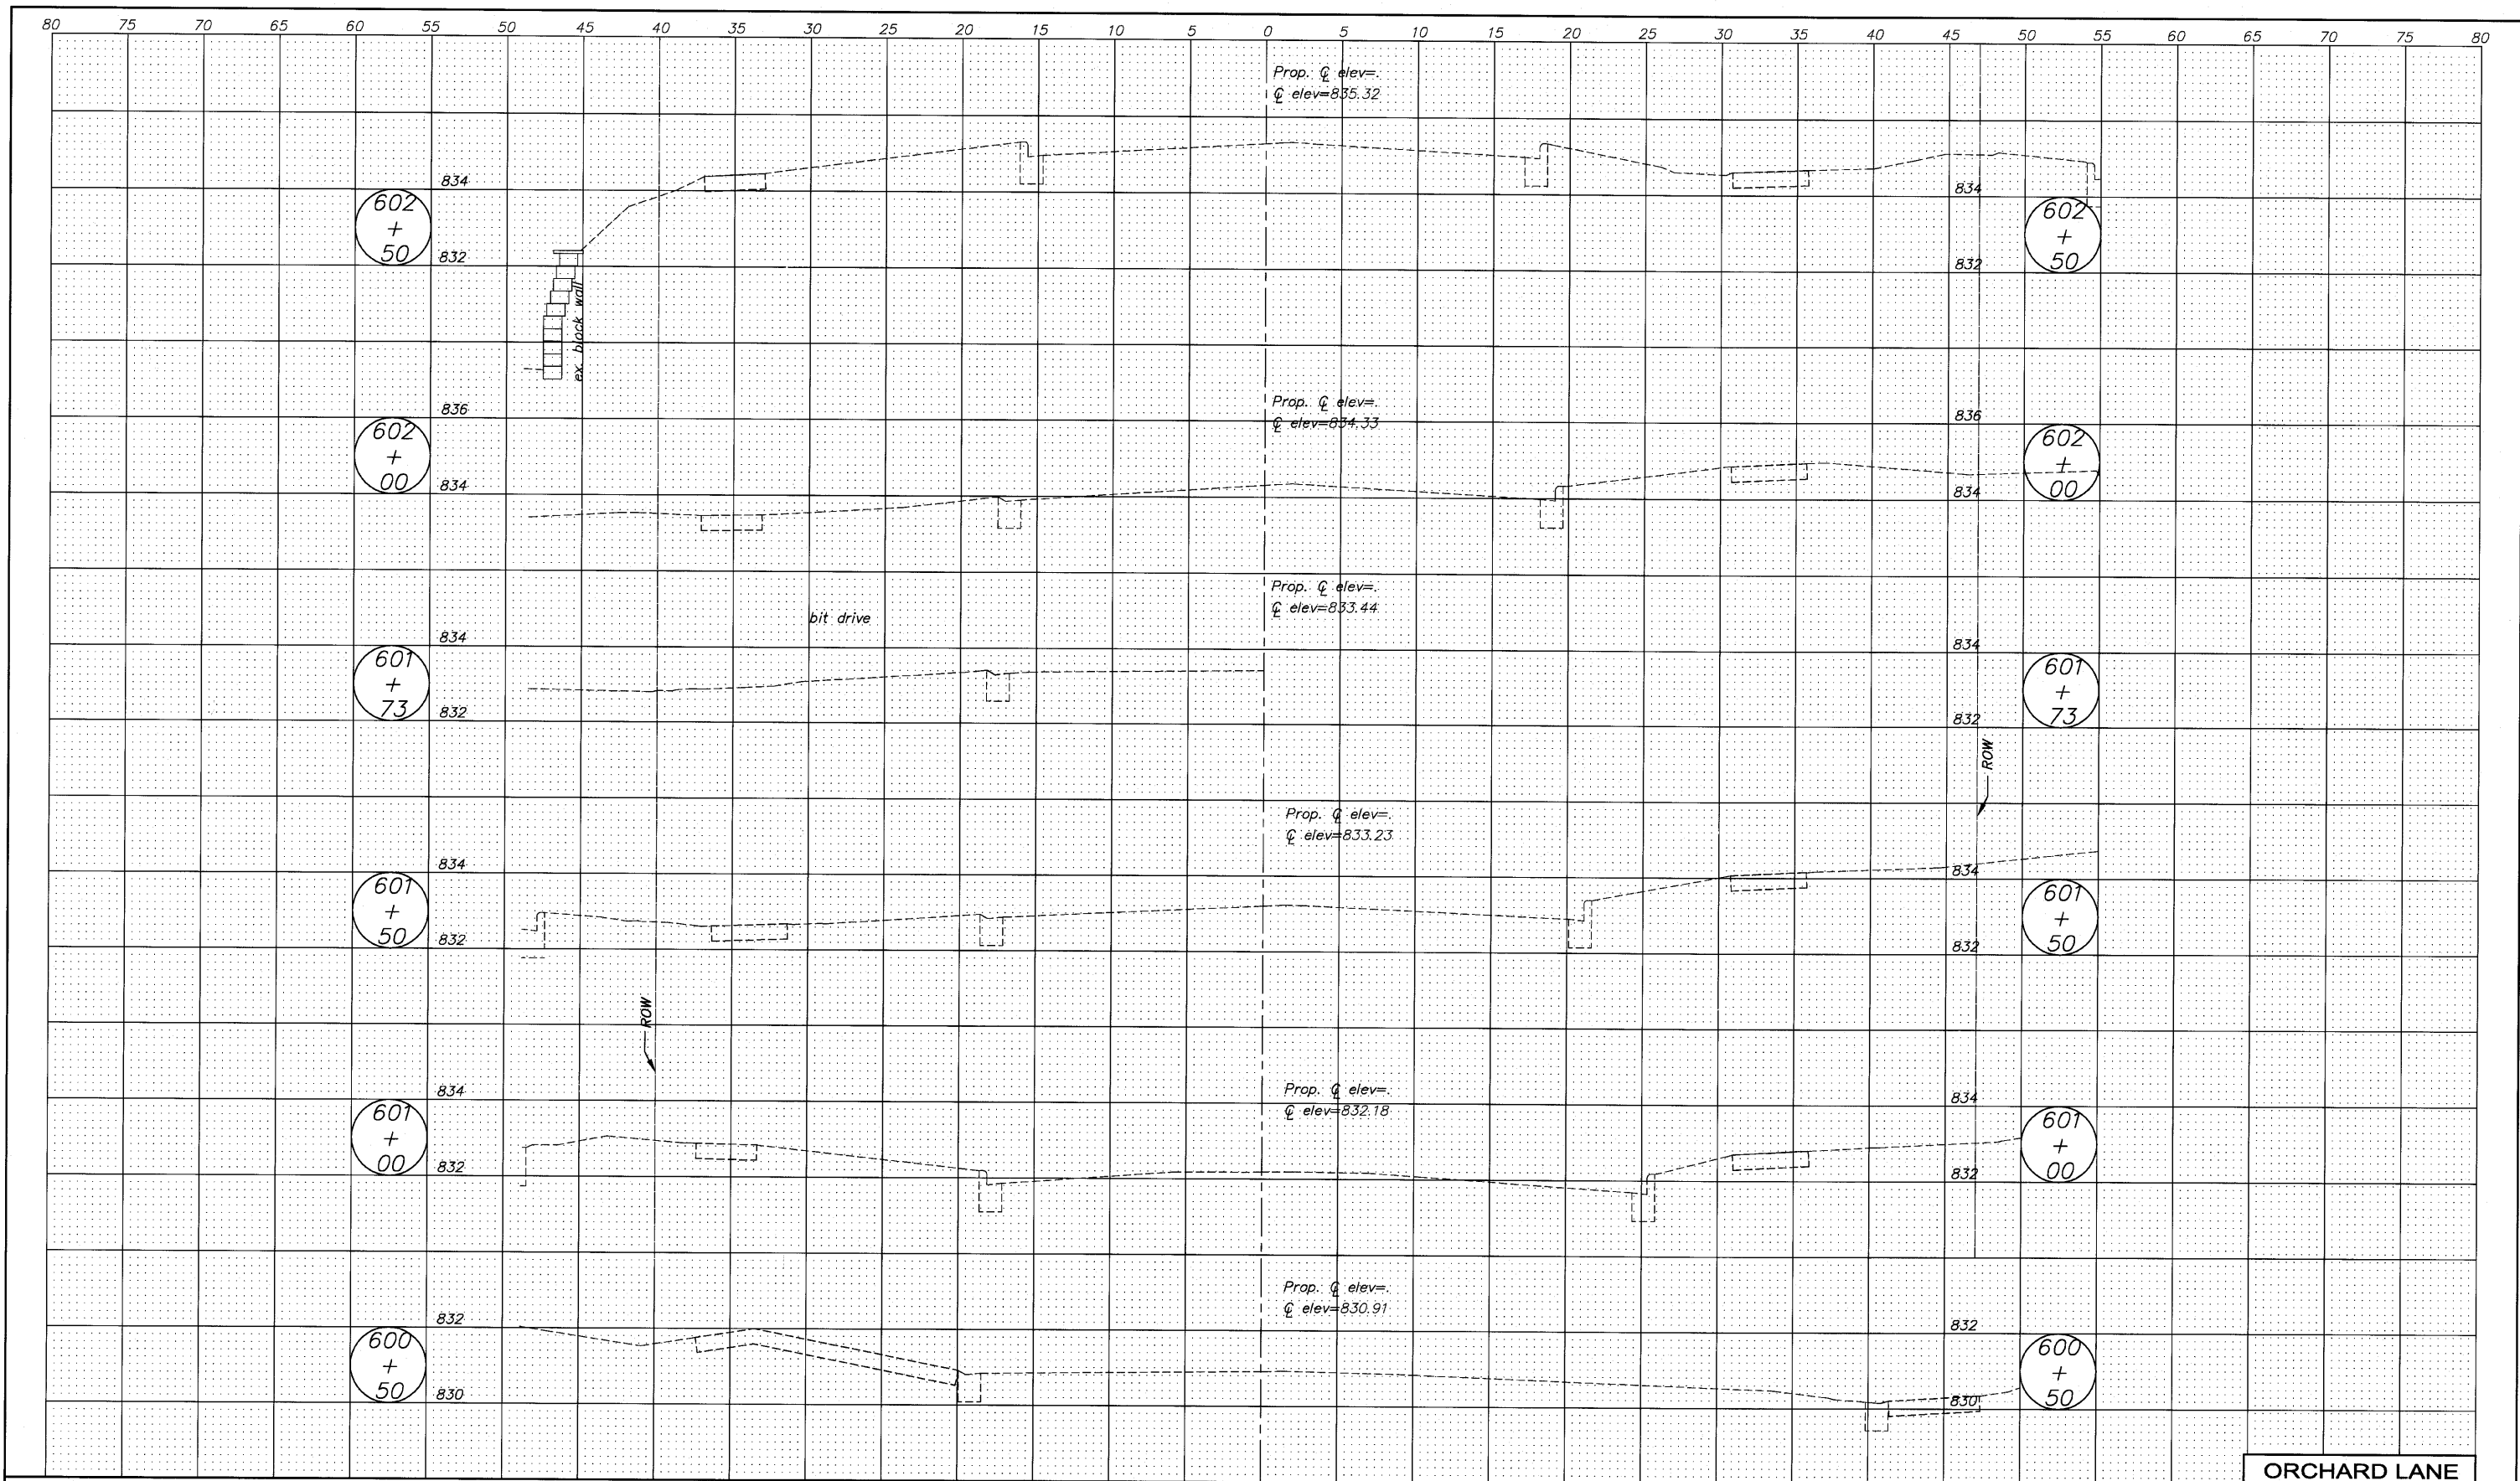 80 75 70 65 60 55 50 45 40 35 30 25 20 15 10 5 0 5 10 15 20 25 30 35 40 45 50 55 60 65 70 75 80
Prop. ℄ elev=.
℄ elev=835.32
834 834
602 + 50
602 + 50
832 832
ex. block wall
Prop. ℄ elev=.
℄ elev=834.33
836 836
602 + 00
602 + 00
834 834
Prop. ℄ elev=.
℄ elev=833.44
bit drive
834 834
601 + 73
601 + 73
832 832
ROW
Prop. ℄ elev=.
℄ elev=833.23
834 834
601 + 50
601 + 50
832 832
ROW
Prop. ℄ elev=.
℄ elev=832.18
834 834
601 + 00
601 + 00
832 832
Prop. ℄ elev=.
℄ elev=830.91
832 832
600 + 50
600 + 50
830 830
ORCHARD LANE